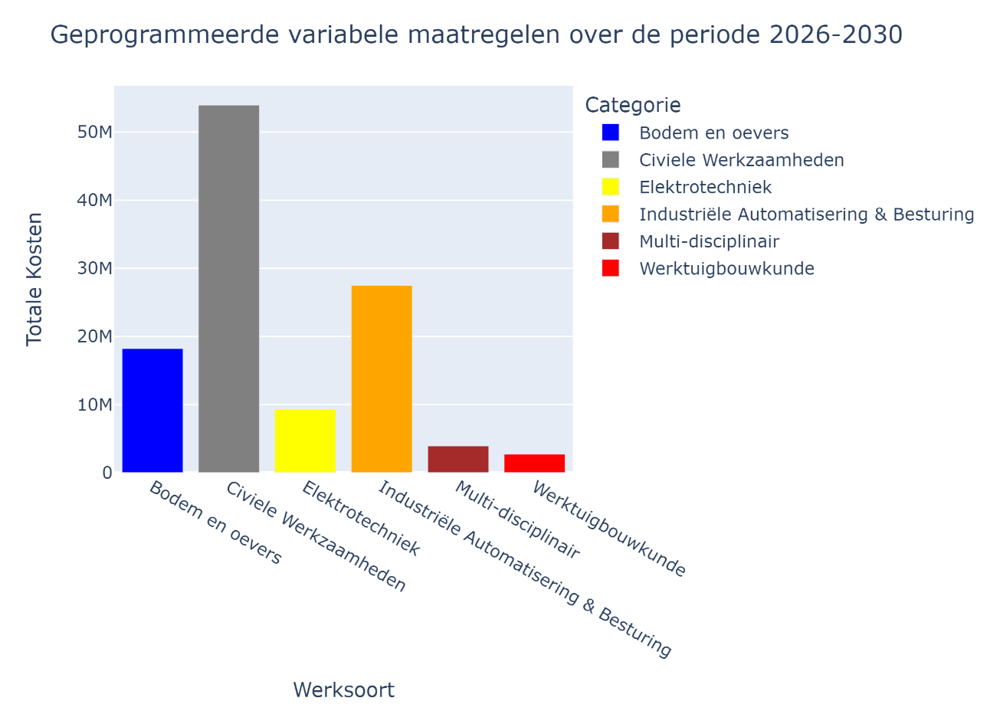 Geprogrammeerde variabele maatregelen over de periode 2026-2030
Totale Kosten
50M
40M
30M
20M
10M
0
Categorie
Bodem en oevers
Civiele Werkzaamheden
Elektrotechniek
Industriële Automatisering & Besturing
Multi-disciplinair
Werktuigbouwkunde
Bodem en oevers
Civiele Werkzaamheden
Elektrotechniek
Industriële Automatisering & Besturing
Multi-disciplinair
Werktuigbouwkunde
Werksoort